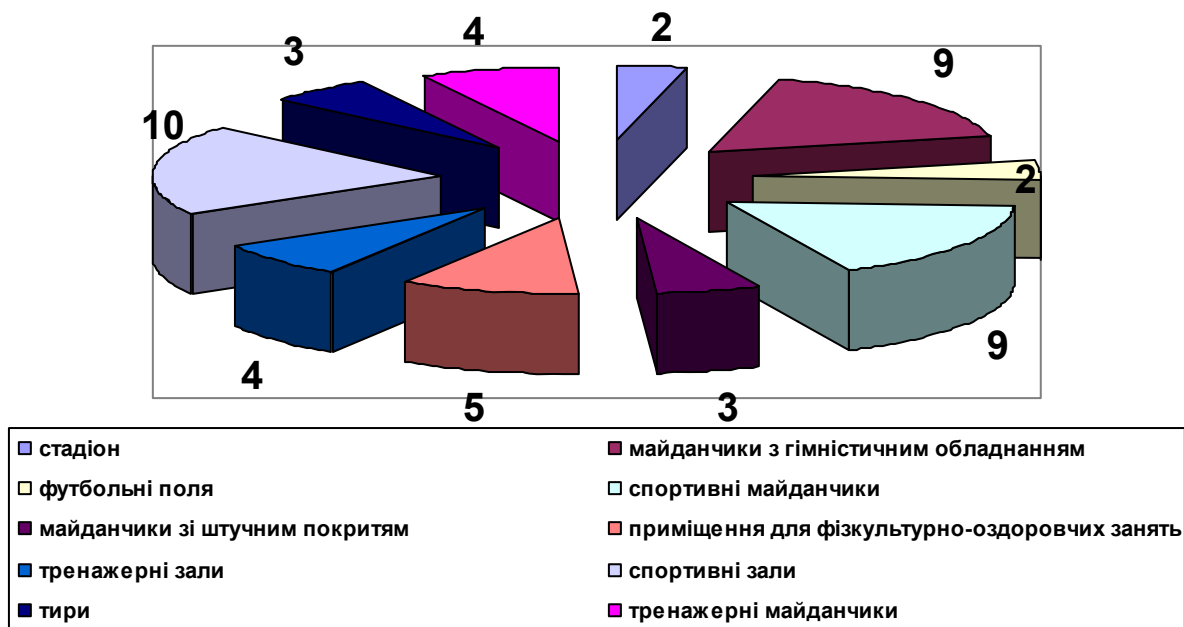 4
2
3
9
10
2
9
4
5
3
стадіон
майданчики з гімністичним обладнанням
футбольні поля
спортивні майданчики
майданчики зі штучним покритям
приміщення для фізкультурно-оздоровчих занять
тренажерні зали
спортивні зали
тири
тренажерні майданчики